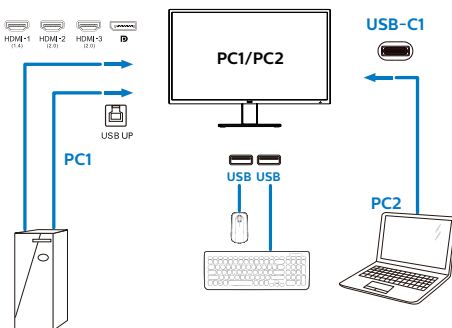 HDMI-1 HDMI-2 HDMI-3
(1.4) (2.0) (2.0)
USB-C1
PC1/PC2
USB UP
PC1
USB USB
PC2